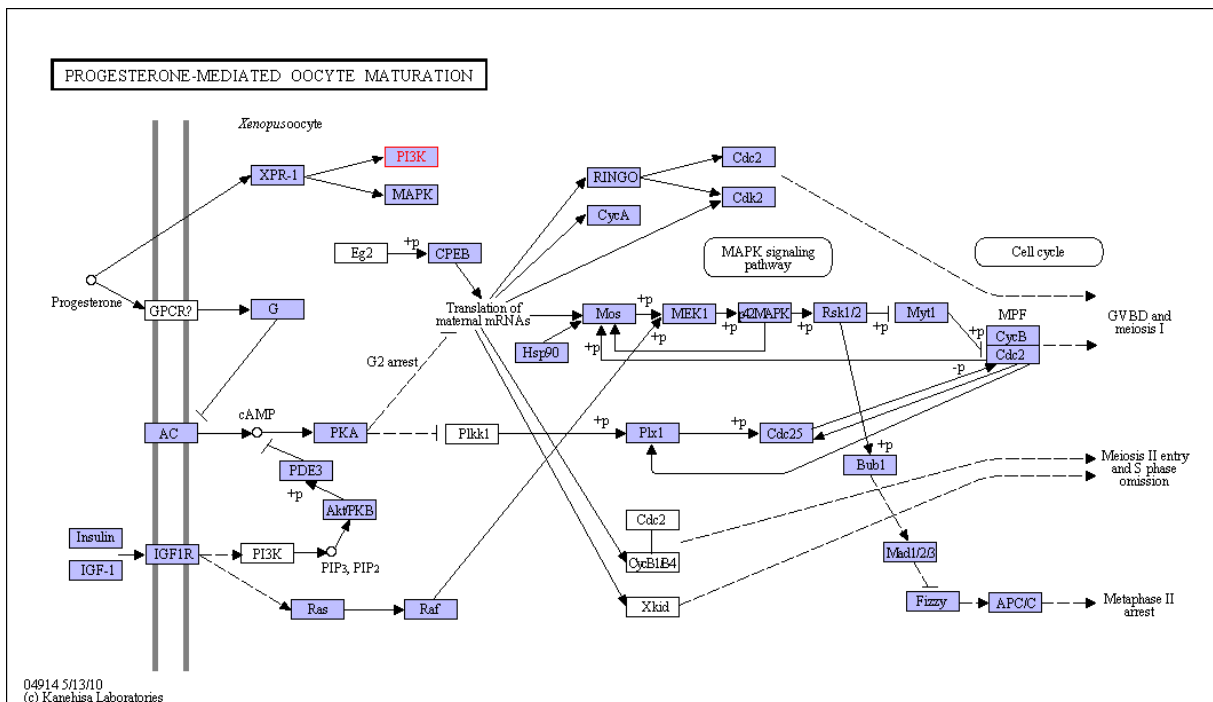 PROGESTERONE-MEDIATED OOCYTE MATURATION
Xenopus oocyte
PI3K
XPR-1
MAPK
RINGO
Cdc2
Cdk2
CycA
Eg2
+p
CPEB
MAPK signaling
pathway
Cell cycle
Progesterone
GPCR?
G
Translation of
maternal mRNAs
Mos
+p
MEK1
+p
p42MAPK
+p
Rsk1/2
Myt1
+p
MPF
CycB
Cdc2
GVBD and
meiosis I
Hsp90
+p
+p
-p
G2 arrest
cAMP
AC
PKA
Plkk1
+p
Plx1
+p
Cdc25
+p
Bub1
PDE3
+p
Akt/PKB
Meiosis II entry
and S phase
omission
Insulin
IGF-1
IGF1R
PI3K
PIP3, PIP2
Cdc2
CycB1/B4
Mad1/2/3
Ras
Raf
Xkid
Fizzy
APC/C
Metaphase II
arrest
04914 5/13/10
(c) Kanehisa Laboratories